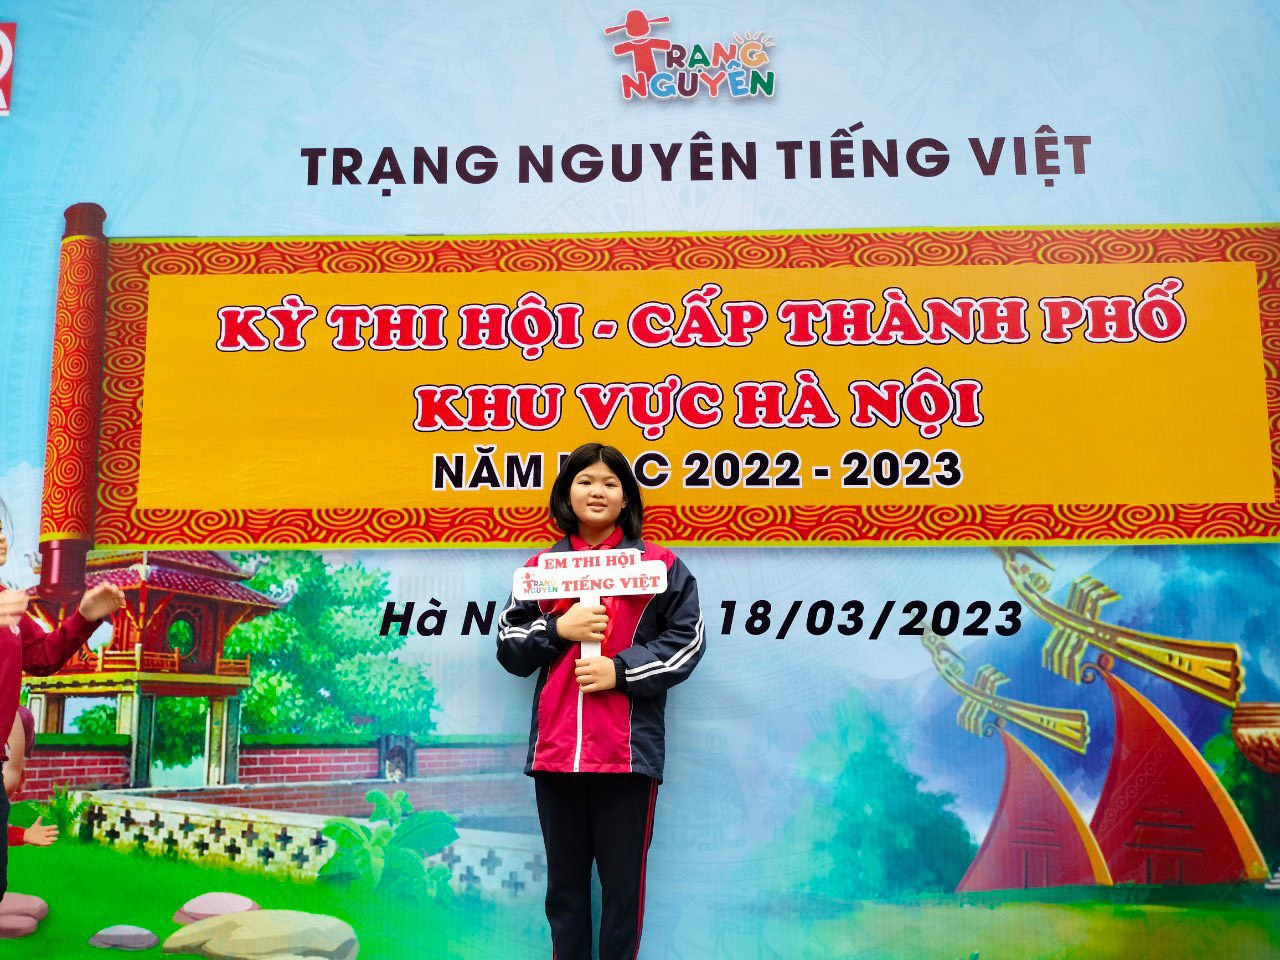 TRẠNG
NGUYÊN
TRẠNG NGUYÊN TIẾNG VIỆT
KỲ THI HỘI - CẤP THÀNH PHỐ
KHU VỰC HÀ NỘI
NĂM C 2022 - 2023
EM THI HỘI
TRẠNG
NGUYÊN
TIẾNG VIỆT
Hà N 18/03/2023